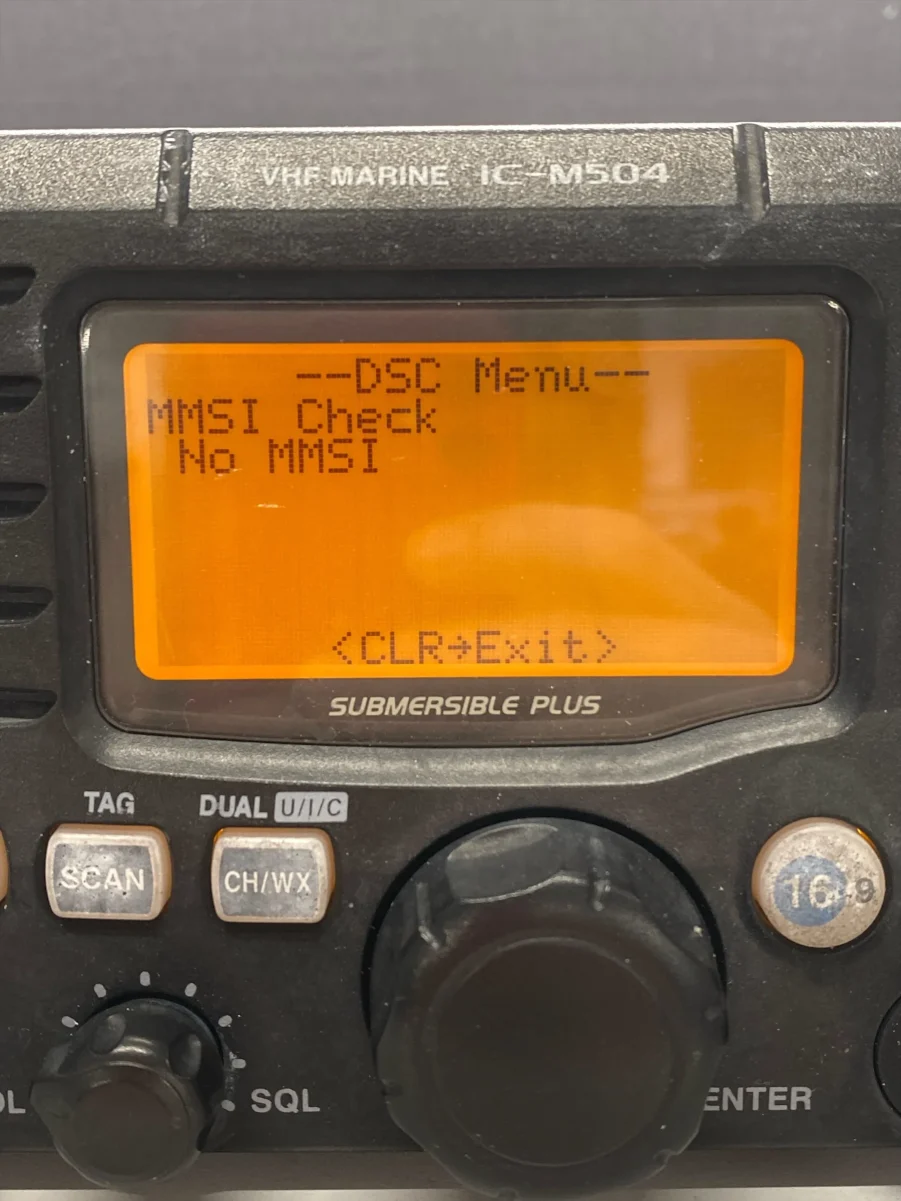 VHF MARINE IC-M504
--DSC Menu--
MMSI Check
No MMSI
<CLR→Exit>
SUBMERSIBLE PLUS
TAG
DUAL U/I/C
SCAN
CH/WX
16/9
SQL
ENTER